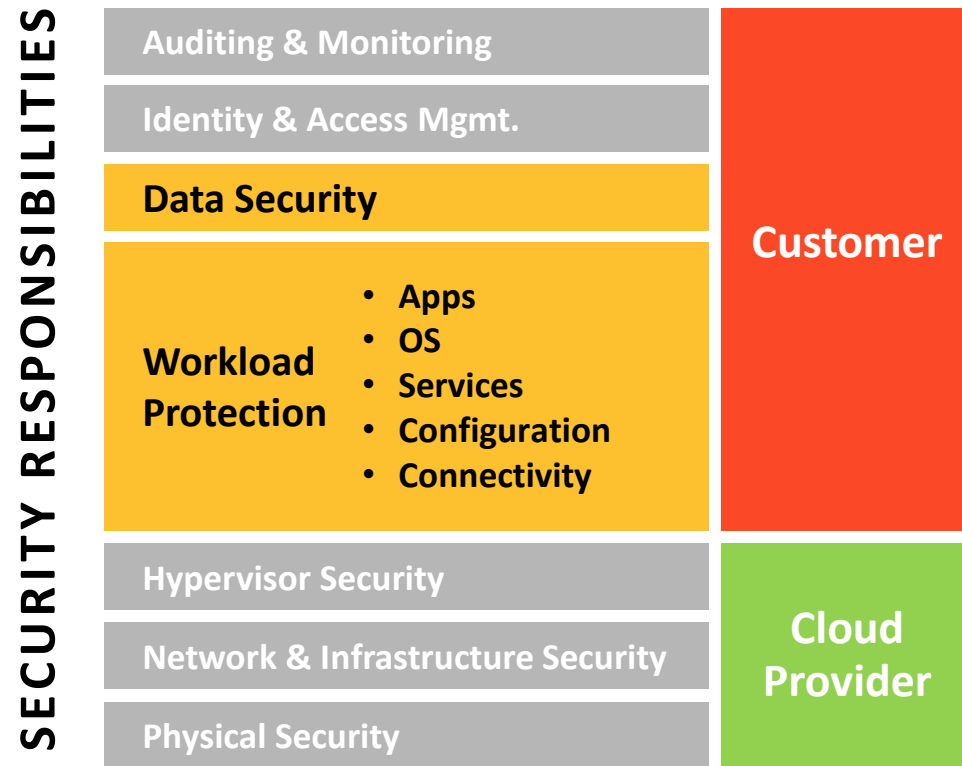 SECURITY RESPONSIBILITIES
Auditing & Monitoring
Identity & Access Mgmt.
Data Security
Workload
Protection
• Apps
• OS
• Services
• Configuration
• Connectivity
Customer
Hypervisor Security
Network & Infrastructure Security
Physical Security
Cloud
Provider